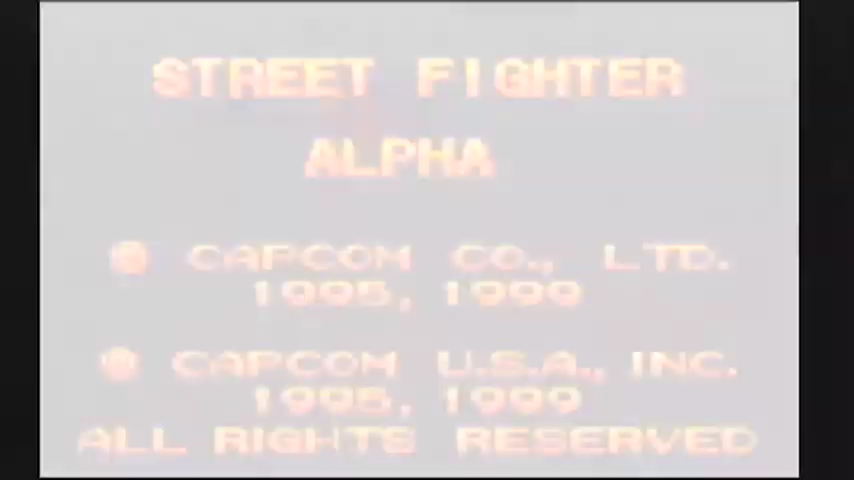 STREET FIGHTER
ALPHA
© CAPCOM CO., LTD.
1995, 1999
© CAPCOM U.S.A., INC.
1995, 1999
ALL RIGHTS RESERVED